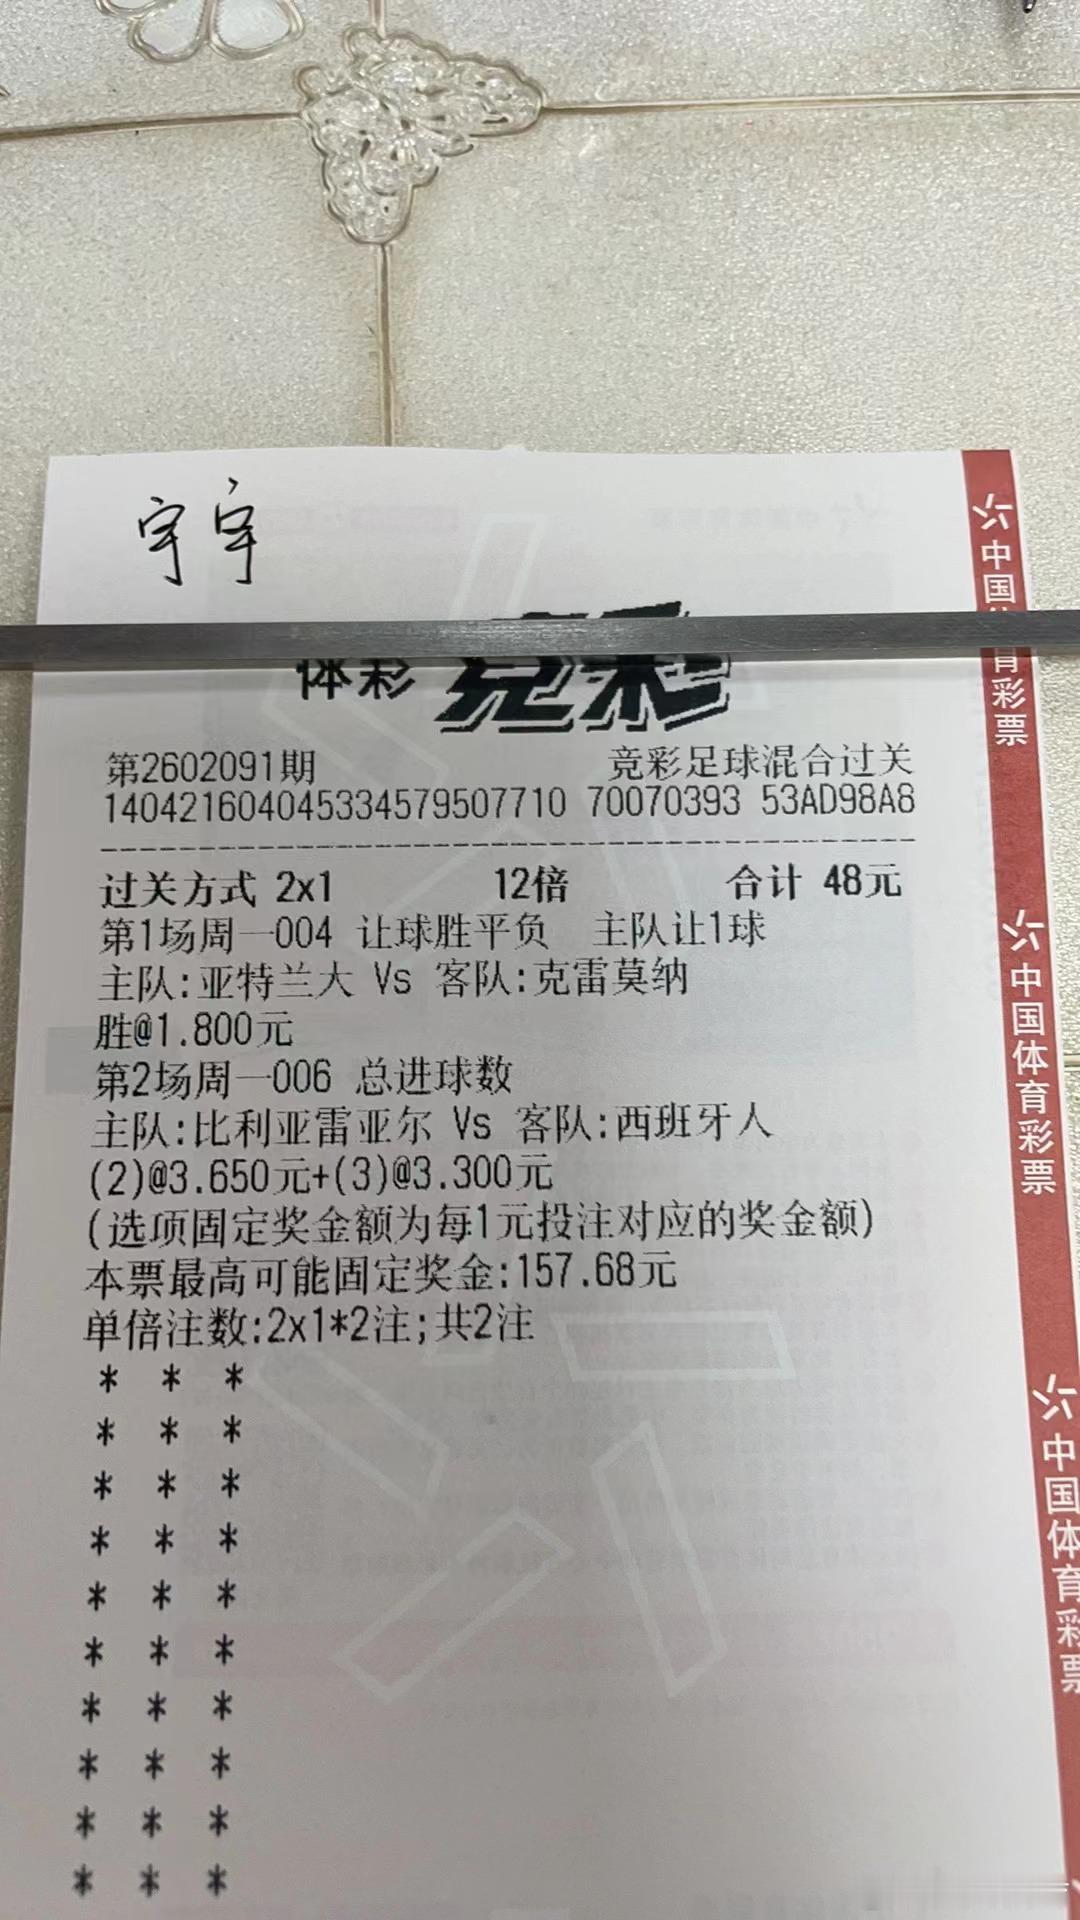 宇宇
体彩 竞彩
第2602091期 竞彩足球混合过关
140421604045334579507710 70070393 53AD98A8
过关方式 2x1 12倍 合计 48元
第1场周一004 让球胜平负 主队让1球
主队:亚特兰大 Vs 客队:克雷莫纳
胜@1.800元
第2场周一006 总进球数
主队:比利亚雷亚尔 Vs 客队:西班牙人
(2)@3.650元+(3)@3.300元
(选项固定奖金额为每1元投注对应的奖金额)
本票最高可能固定奖金:157.68元
单倍注数:2x1*2注;共2注
* * *
* * *
* * *
* * *
* * *
* * *
* * *
* * *
* * *
* * *
中国体育彩票
中国体育彩票
中国体育彩票